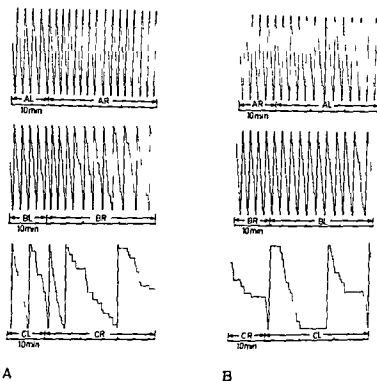 AL AR
10min
BL BR
10min
CL CR
10min
A
AR AL
10min
BR BL
10min
CR CL
10min
B